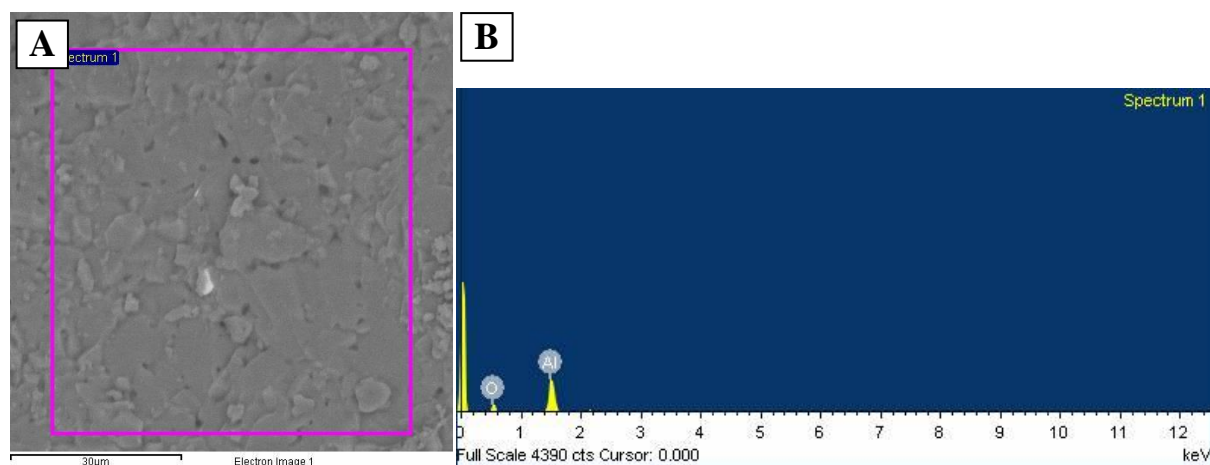 A
ectrum 1
30um
Electron Image 1
B
Spectrum 1
O
Al
0 1 2 3 4 5 6 7 8 9 10 11 12
Full Scale 4390 cts Cursor: 0.000
keV